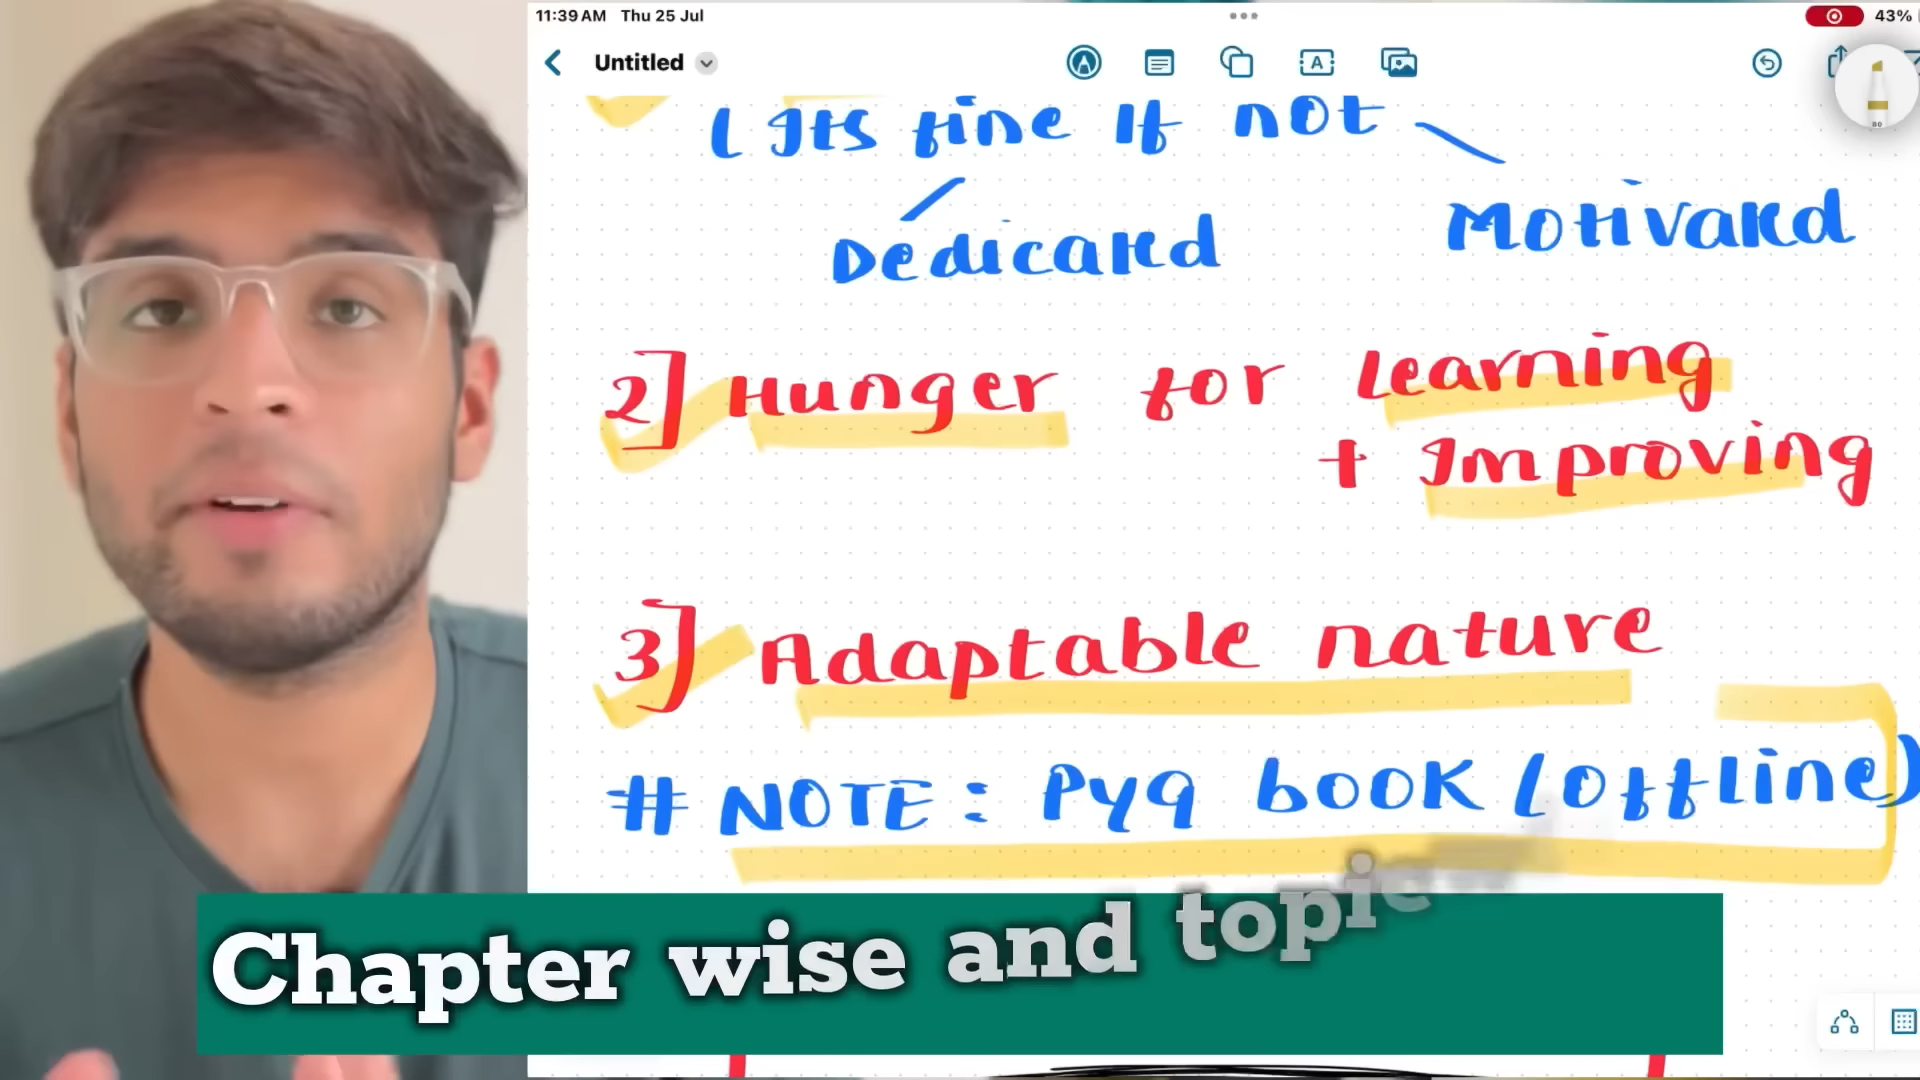 11:39 AM Thu 25 Jul
43%
Untitled
A
80
(Its fine If not
Dedicated
Motivated
2] Hunger for Learning
+ Improving
3] Adaptable nature
# NOTE: PYQ book (offline)
Chapter wise and topic